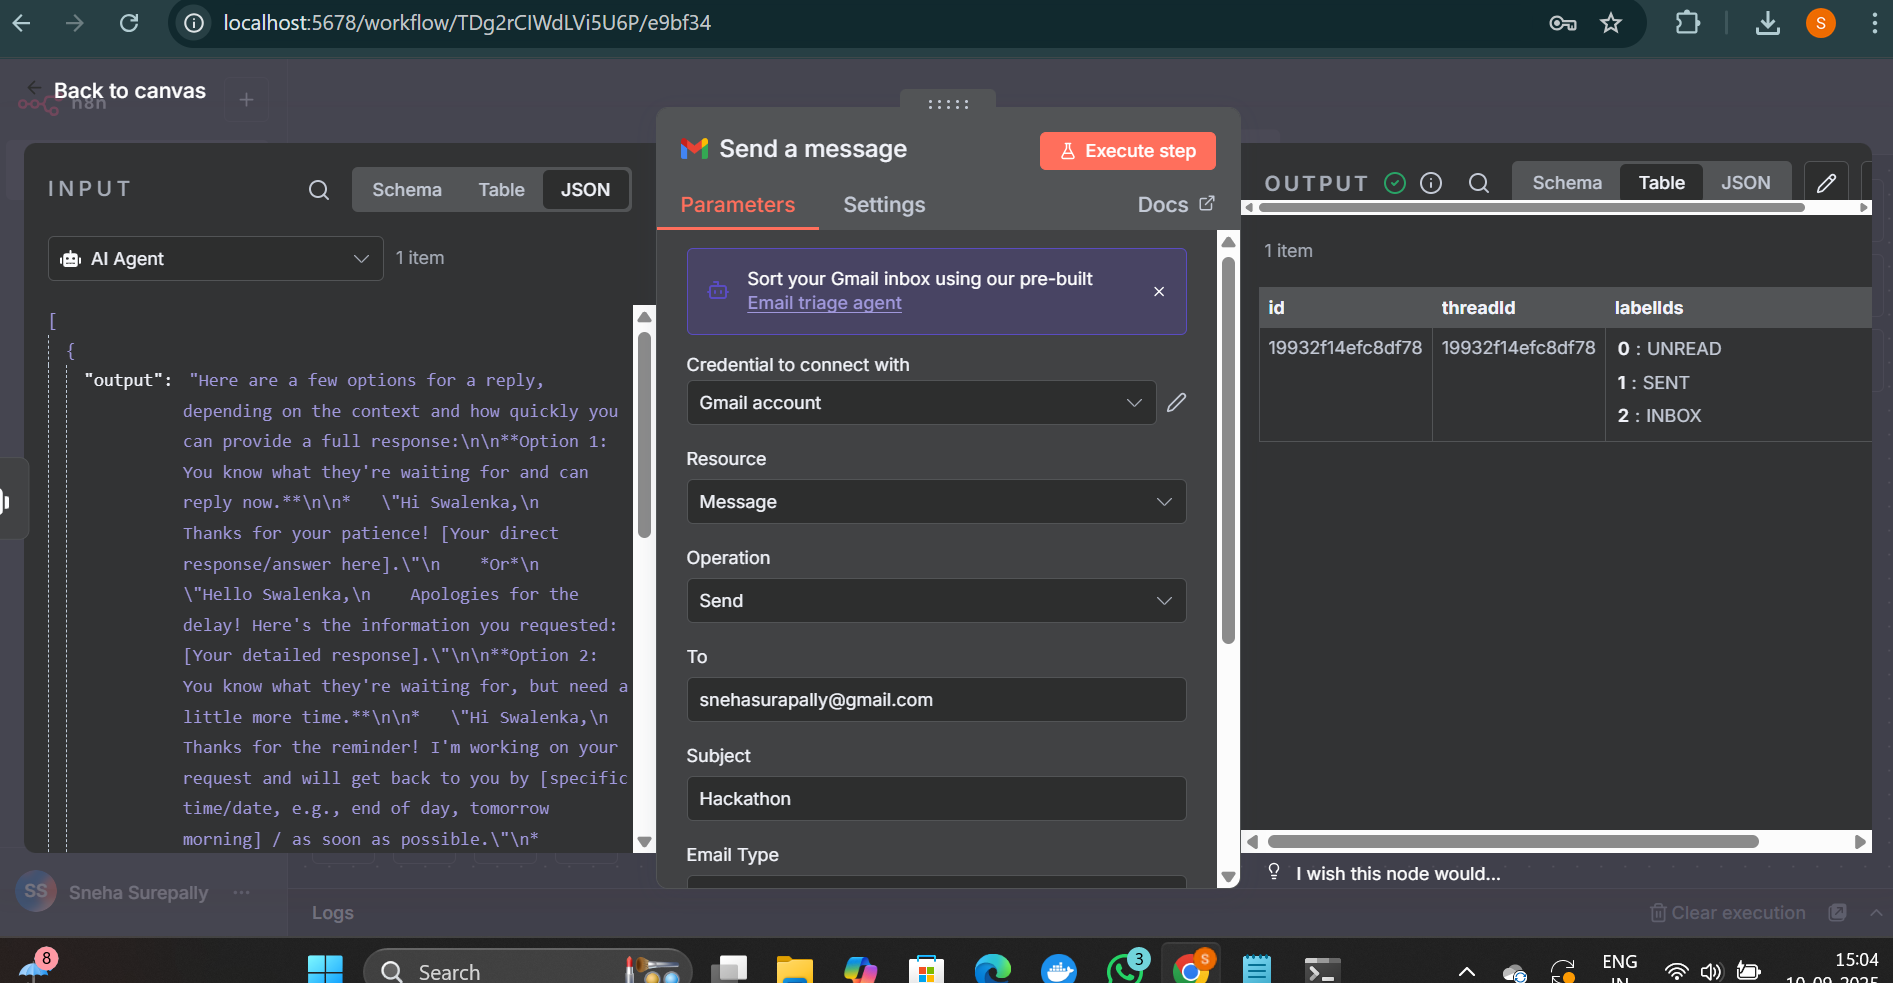 localhost:5678/workflow/TDg2rCIWdLVi5U6P/e9bf34
S
Back to canvas
n8n
INPUT
Schema
Table
JSON
AI Agent
1 item
[
{
"output": "Here are a few options for a reply,
depending on the context and how quickly you
can provide a full response:\n\n**Option 1:
You know what they're waiting for and can
reply now.**\n\n*   \"Hi Swalenka,\n
Thanks for your patience! [Your direct
response/answer here].\"\n    *Or*\n
\"Hello Swalenka,\n    Apologies for the
delay! Here's the information you requested:
[Your detailed response].\"\n\n**Option 2:
You know what they're waiting for, but need a
little more time.**\n\n*   \"Hi Swalenka,\n
Thanks for the reminder! I'm working on your
request and will get back to you by [specific
time/date, e.g., end of day, tomorrow
morning] / as soon as possible.\"\n*
Send a message
Execute step
Parameters
Settings
Docs
Sort your Gmail inbox using our pre-built
Email triage agent
Credential to connect with
Gmail account
Resource
Message
Operation
Send
To
snehasurapally@gmail.com
Subject
Hackathon
Email Type
OUTPUT
Schema
Table
JSON
1 item
id threadId labelIds
19932f14efc8df78 19932f14efc8df78 0 : UNREAD
1 : SENT
2 : INBOX
I wish this node would...
SS
Sneha Surepally
Logs
Clear execution
8
Search
3
S
ENG
IN
15:04
10-09-2025